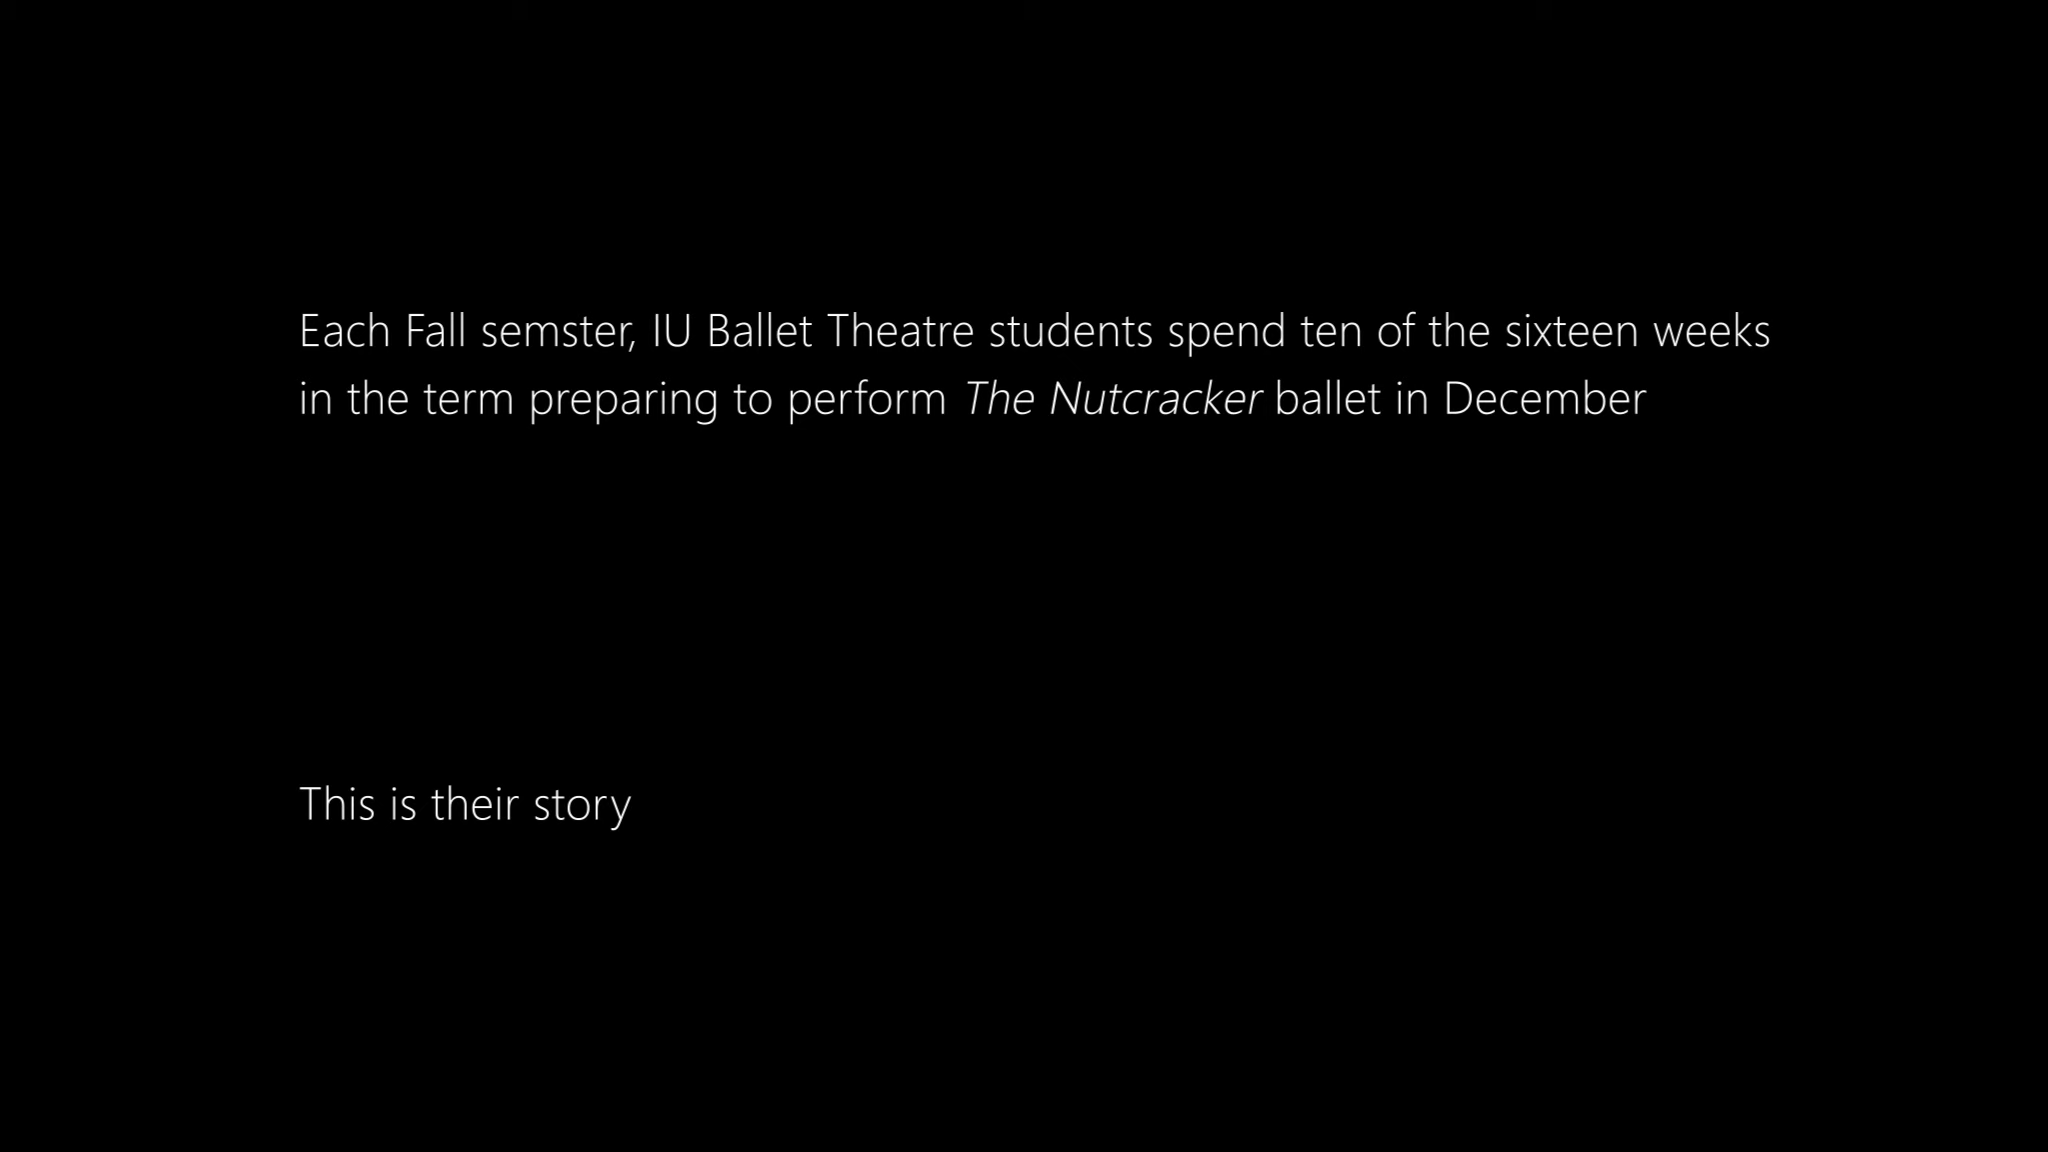 Each Fall semster, IU Ballet Theatre students spend ten of the sixteen weeks
in the term preparing to perform The Nutcracker ballet in December
This is their story